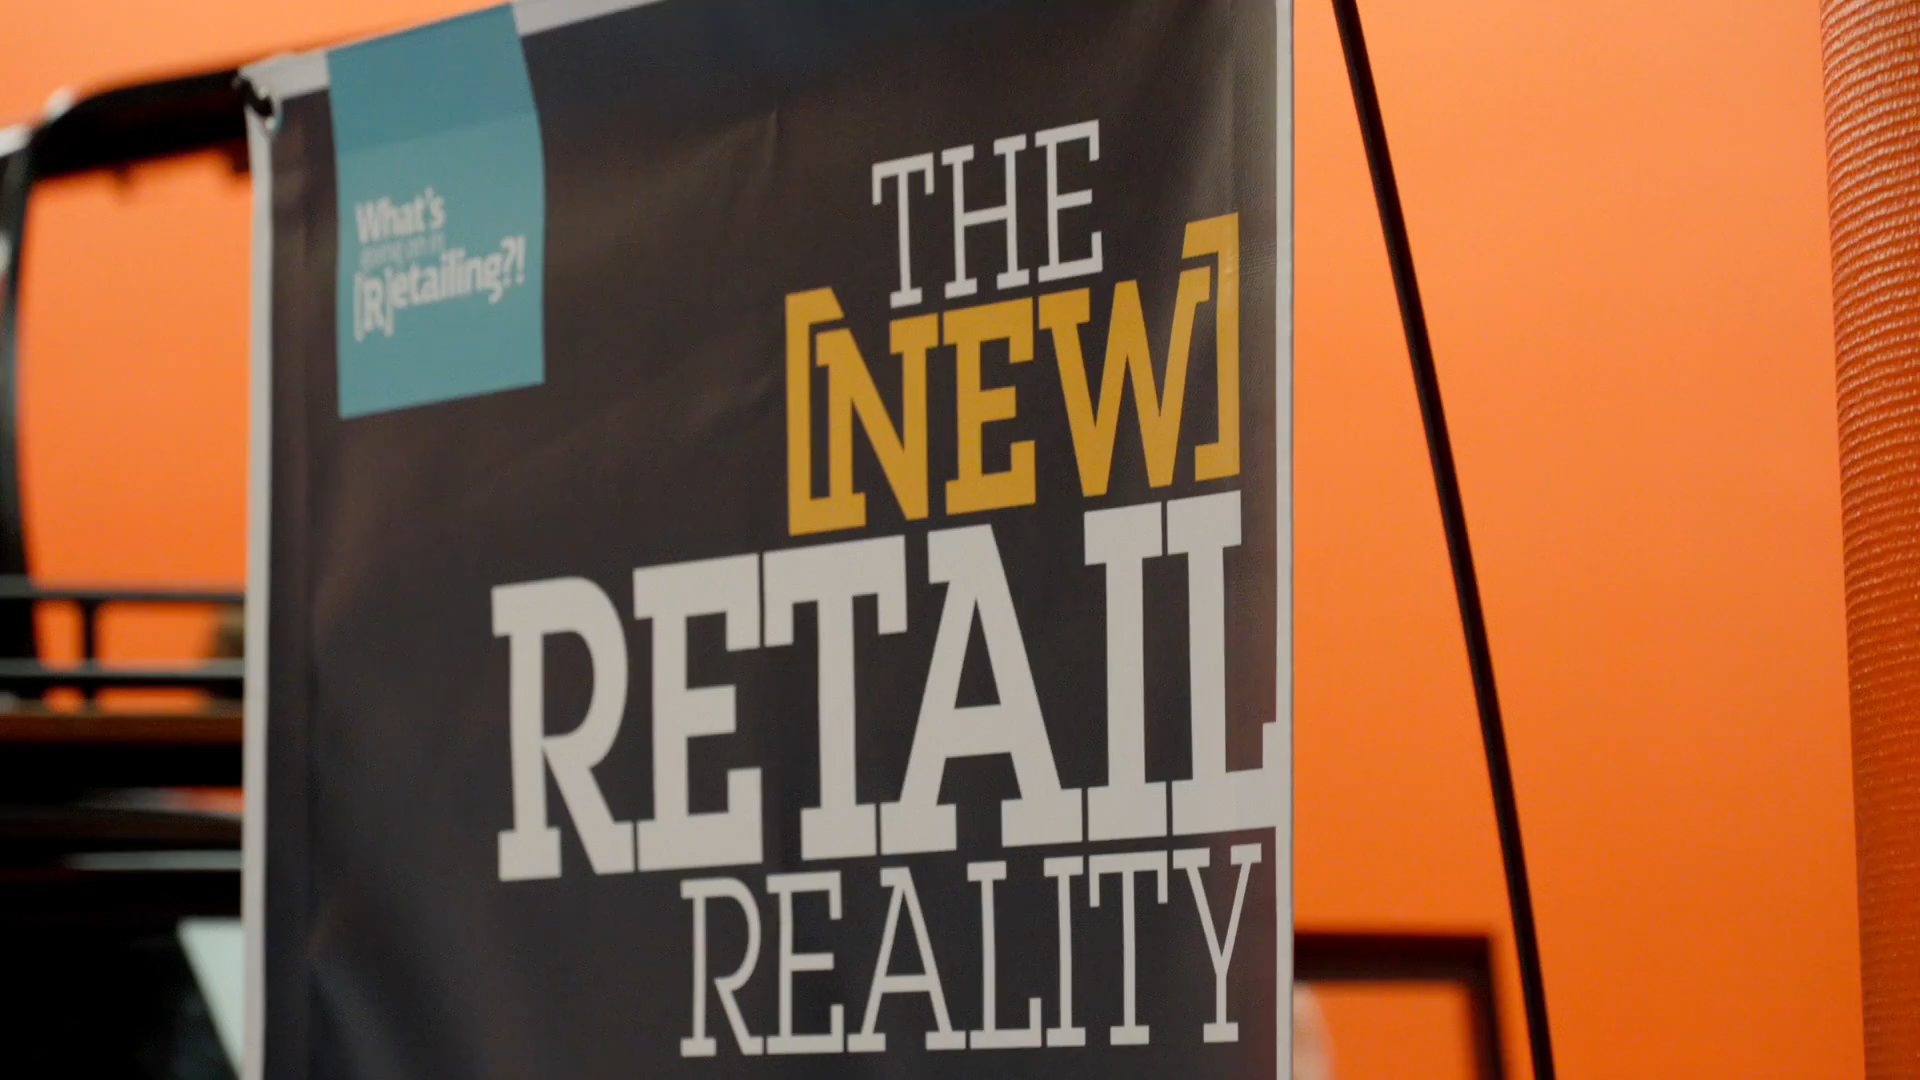 What's
going on in
[R]etailing?!
THE
[NEW]
RETAIL
REALITY